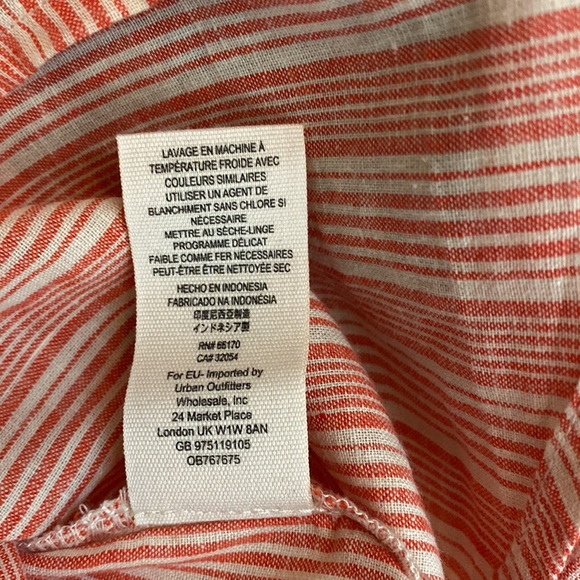 LAVAGE EN MACHINE À
TEMPÉRATURE FROIDE AVEC
COULEURS SIMILAIRES
UTILISER UN AGENT DE
BLANCHIMENT SANS CHLORE SI
NÉCESSAIRE
METTRE AU SÈCHE-LINGE
PROGRAMME DÉLICAT
FAIBLE COMME FER NÉCESSAIRES
PEUT-ÊTRE ÊTRE NETTOYÉE SEC
HECHO EN INDONESIA
FABRICADO NA INDONÉSIA
印度尼西亞制造
インドネシア製
RN# 66170
CA# 32054
For EU- Imported by
Urban Outfitters
Wholesale, Inc
24 Market Place
London UK W1W 8AN
GB 975119105
OB767675